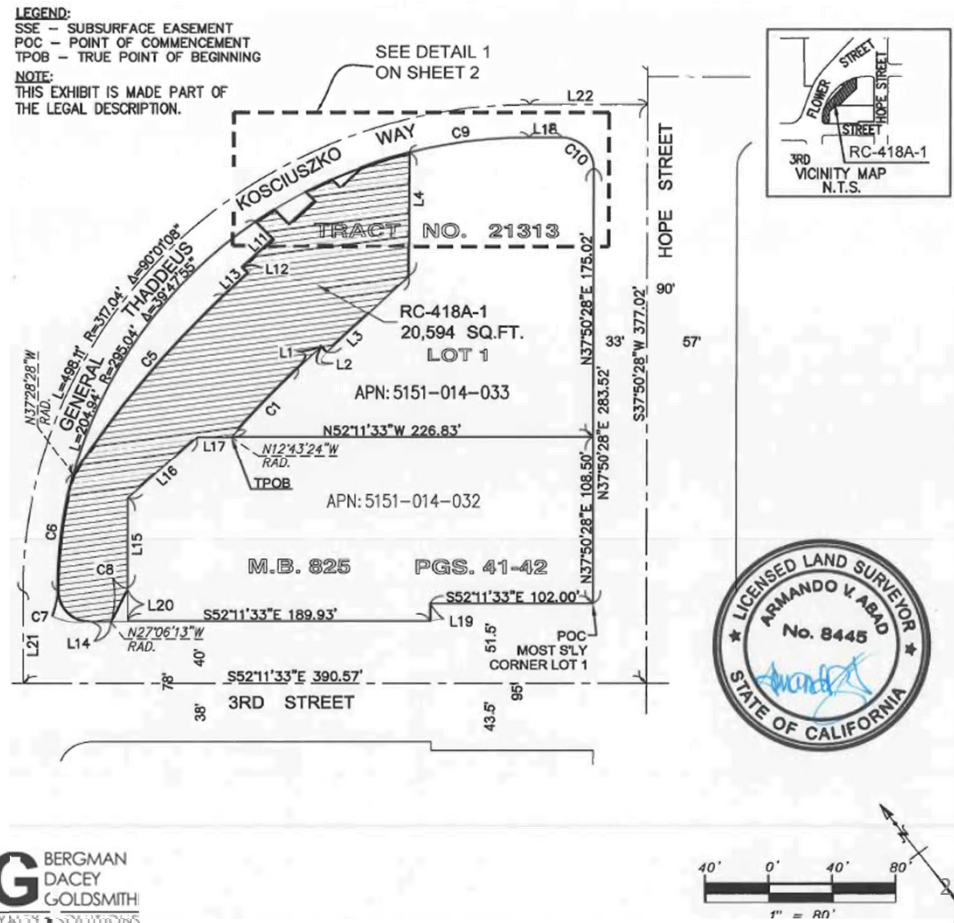 LEGEND:
SSE - SUBSURFACE EASEMENT
POC - POINT OF COMMENCEMENT
TPOB - TRUE POINT OF BEGINNING
NOTE:
THIS EXHIBIT IS MADE PART OF
THE LEGAL DESCRIPTION.
SEE DETAIL 1
ON SHEET 2
L22
C9
L18
C10
GENERAL THADDEUS KOSCIUSZKO WAY
L4
TRACT NO. 21313
L11
L12
L13
L=498.11' R=317.04' Δ=90°01'08"
L=204.94' R=295.04' Δ=39°47'55"
C5
N37°28'28"W
RAD.
RC-418A-1
20,594 SQ.FT.
LOT 1
L1
L2
L3
APN: 5151-014-033
C1
N52°11'33"W 226.83'
L17
N12°43'24"W
RAD.
TPOB
L16
APN: 5151-014-032
L15
C6
C8
M.B. 825 PGS. 41-42
C7
L20
S52°11'33"E 189.93'
S52°11'33"E 102.00'
L19
L14
N27°06'13"W
RAD.
L21
POC
MOST S'LY
CORNER LOT 1
40'
51.5'
78'
S52°11'33"E 390.57'
95'
38'
3RD STREET
43.5'
N37°50'28"E 175.02'
N37°50'28"E 283.52'
N37°50'28"E 108.50'
S37°50'28"W 377.02'
HOPE STREET
90'
33'
57'
FLOWER STREET
HOPE STREET
STREET
3RD
RC-418A-1
VICINITY MAP
N.T.S.
LICENSED LAND SURVEYOR
ARMANDO V. ABAD
No. 8445
STATE OF CALIFORNIA
BERGMAN
DACEY
GOLDSMITH
40' 0' 40' 80'
1" = 80'